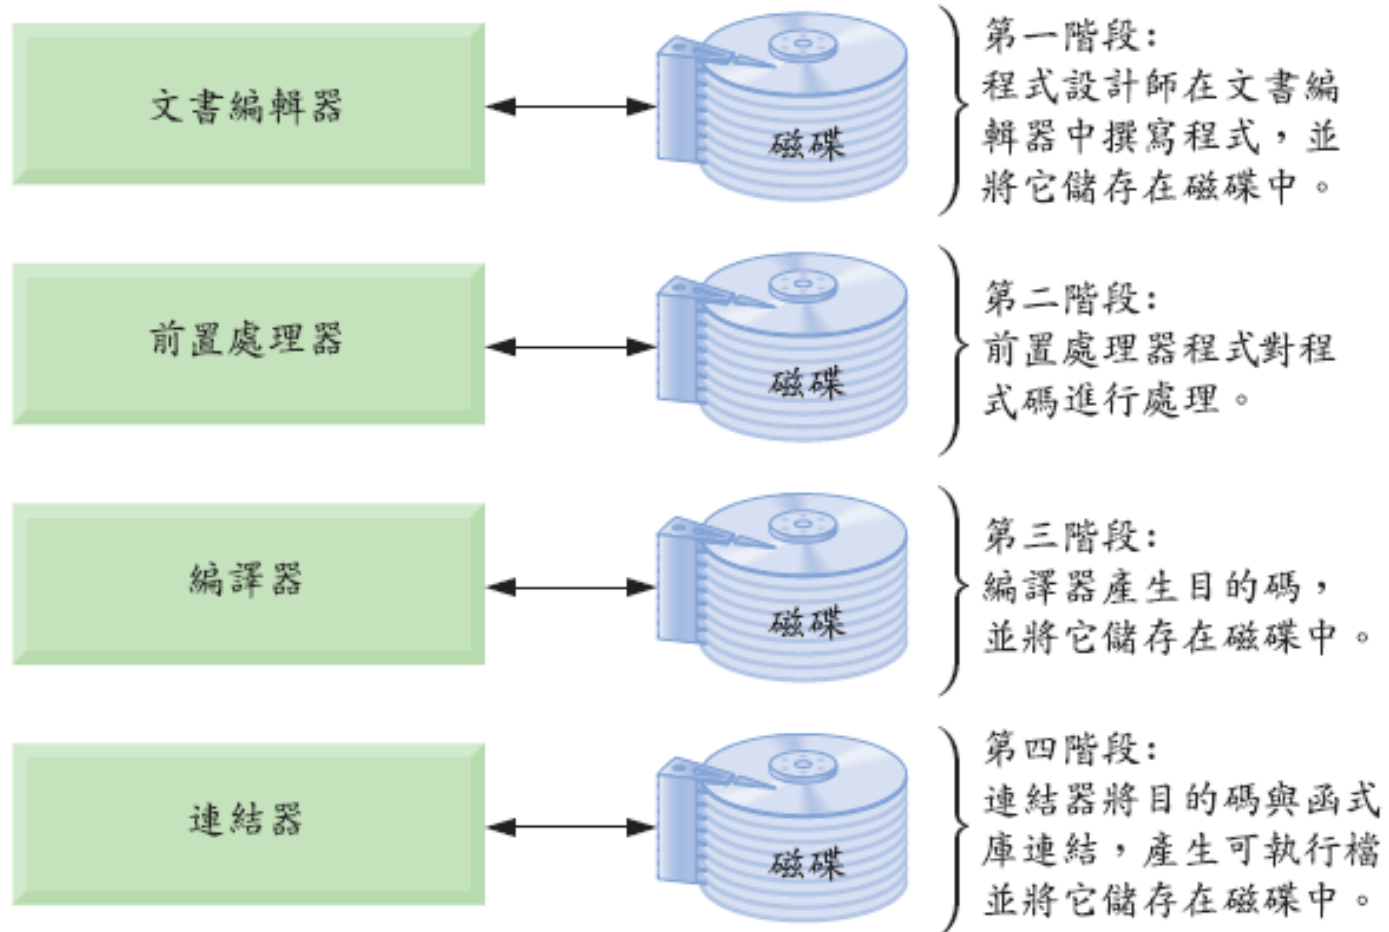 文書編輯器
磁碟
第一階段:
程式設計師在文書編
輯器中撰寫程式，並
將它儲存在磁碟中。
前置處理器
磁碟
第二階段:
前置處理器程式對程
式碼進行處理。
編譯器
磁碟
第三階段:
編譯器產生目的碼，
並將它儲存在磁碟中。
連結器
磁碟
第四階段:
連結器將目的碼與函式
庫連結，產生可執行檔
並將它儲存在磁碟中。